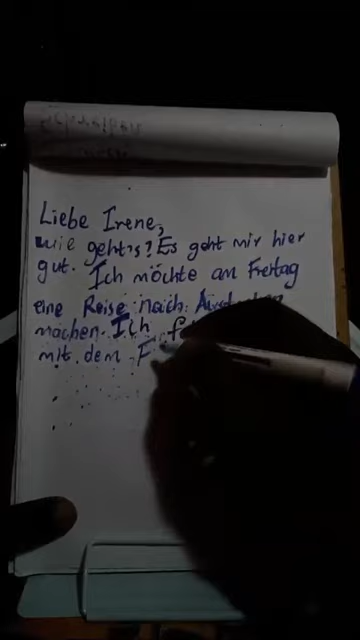 Liebe Irene,
wie geht's? Es geht mir hier
gut. Ich möchte am Freitag
eine Reise nach
machen. Ich
mit dem F